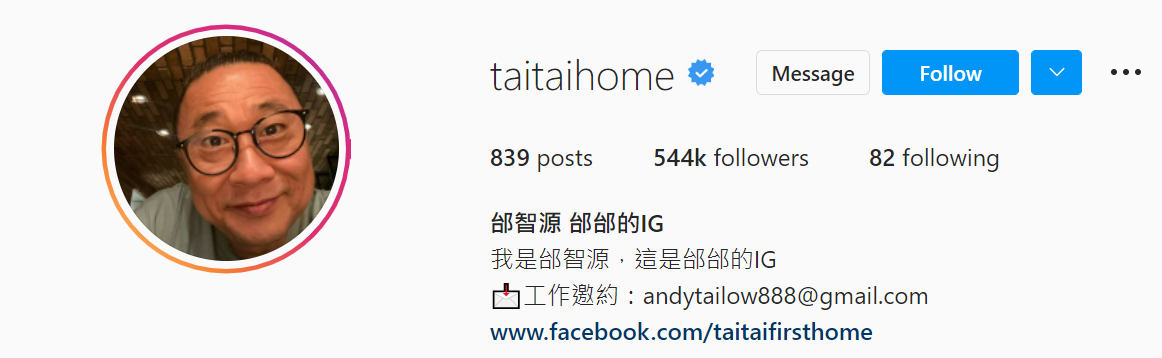 taitaihome
Message
Follow
839 posts
544k followers
82 following
邰智源 邰邰的IG
我是邰智源，這是邰邰的IG
工作邀約：andytailow888@gmail.com
www.facebook.com/taitaifirsthome